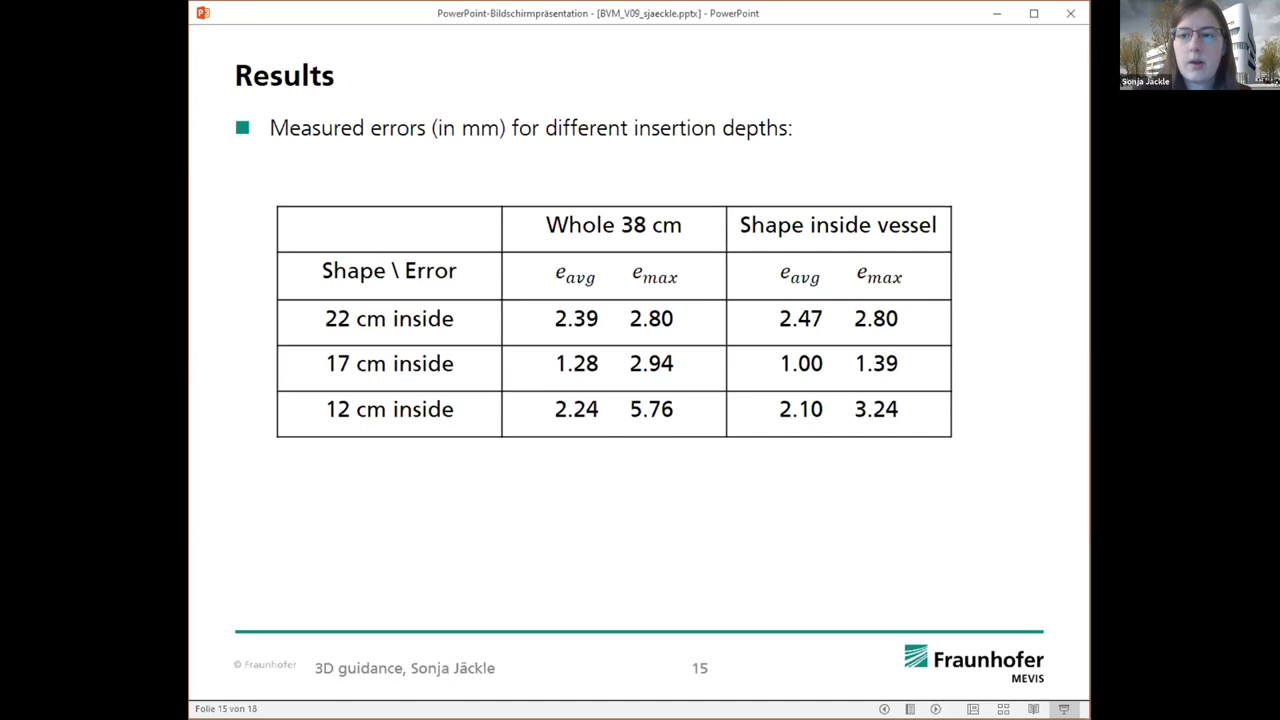 PowerPoint-Bildschirmpräsentation - [BVM_V09_sjaeckle.pptx] - PowerPoint
Sonja Jäckle
Results
Measured errors (in mm) for different insertion depths:
Whole 38 cm Shape inside vessel
Shape \ Error e_avg e_max e_avg e_max
22 cm inside 2.39 2.80 2.47 2.80
17 cm inside 1.28 2.94 1.00 1.39
12 cm inside 2.24 5.76 2.10 3.24
© Fraunhofer 3D guidance, Sonja Jäckle 15 Fraunhofer
MEVIS
Folie 15 von 18